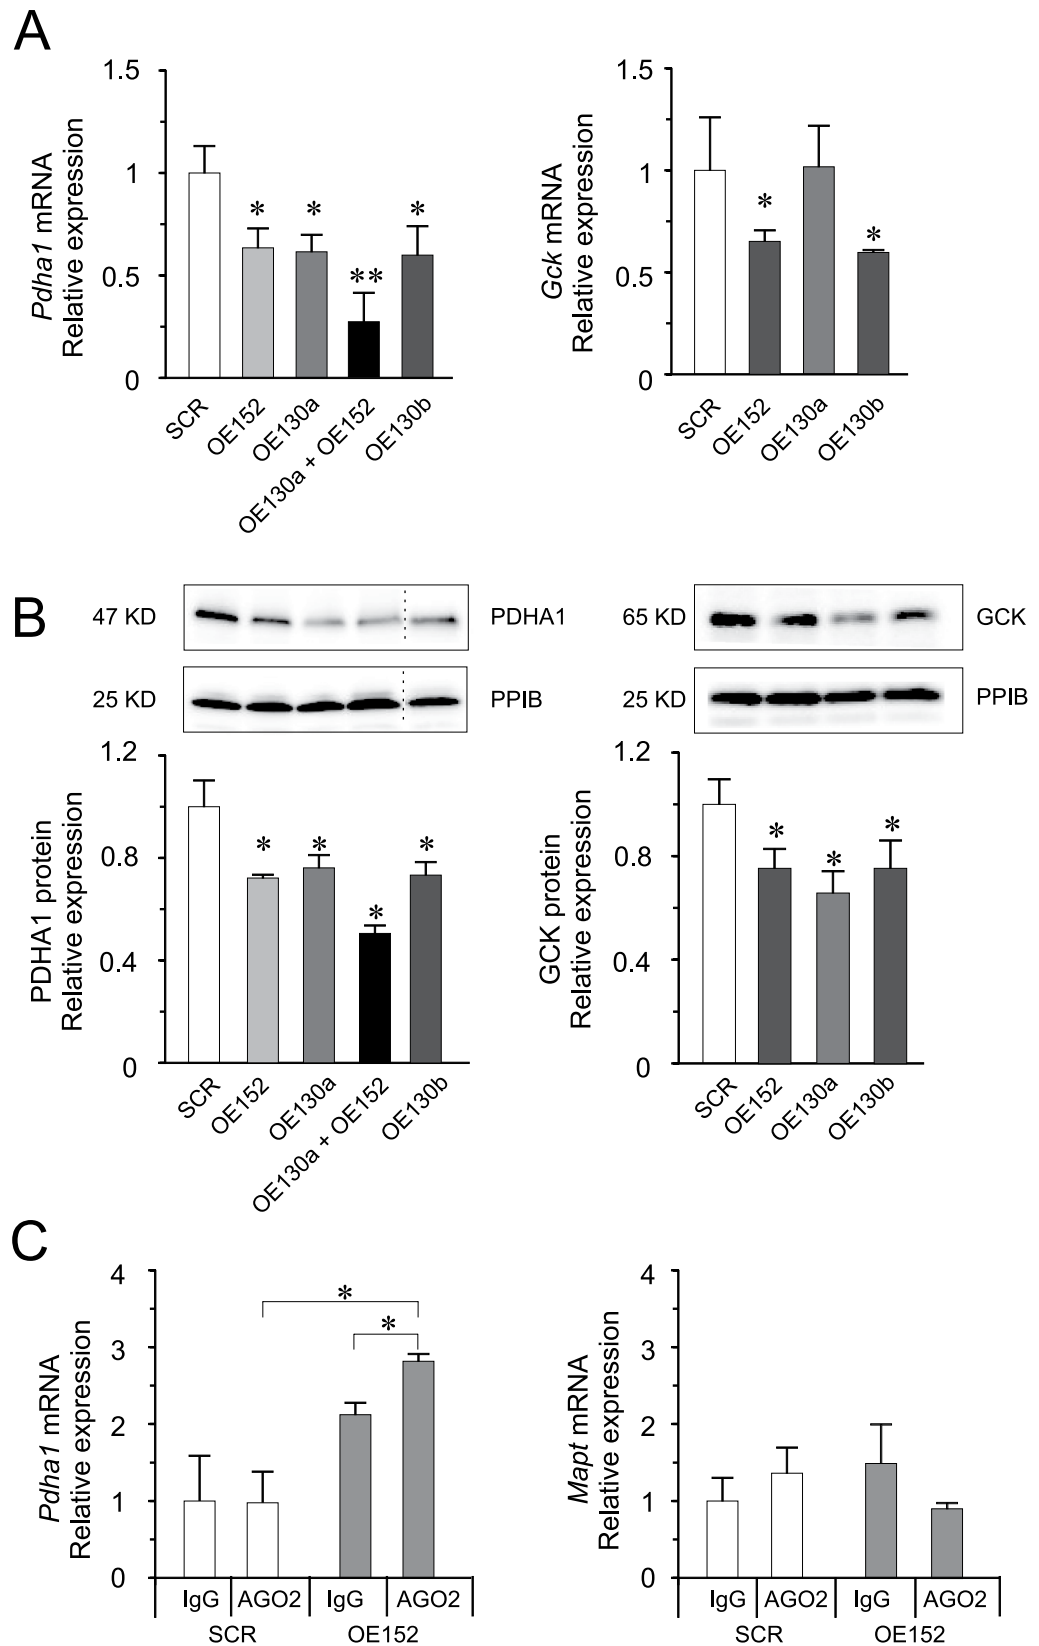 A
Pdha1 mRNA
Relative expression
1.5
1
0.5
0
*
*
**
*
SCR
OE152
OE130a
OE130a + OE152
OE130b
Gck mRNA
Relative expression
1.5
1
0.5
0
*
*
SCR
OE152
OE130a
OE130b
B
47 KD
PDHA1
25 KD
PPIB
65 KD
GCK
25 KD
PPIB
PDHA1 protein
Relative expression
1.2
0.8
0.4
0
*
*
*
*
SCR
OE152
OE130a
OE130a + OE152
OE130b
GCK protein
Relative expression
1.2
0.8
0.4
0
*
*
*
SCR
OE152
OE130a
OE130b
C
Pdha1 mRNA
Relative expression
4
3
2
1
0
*
*
IgG AGO2 IgG AGO2
SCR OE152
Mapt mRNA
Relative expression
4
3
2
1
0
IgG AGO2 IgG AGO2
SCR OE152